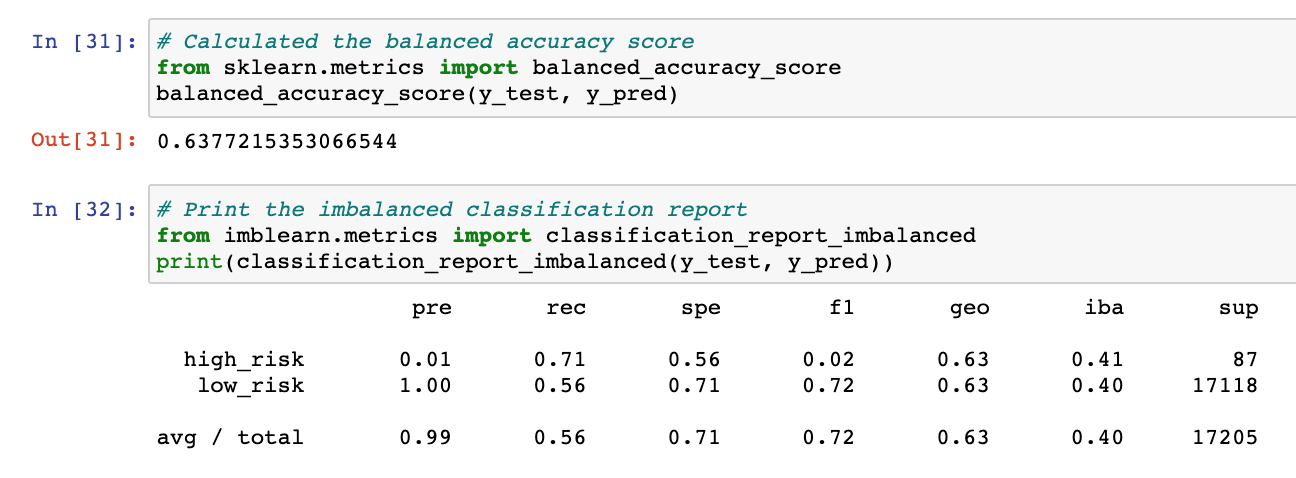 In [31]: # Calculated the balanced accuracy score
from sklearn.metrics import balanced_accuracy_score
balanced_accuracy_score(y_test, y_pred)
Out[31]: 0.6377215353066544
In [32]: # Print the imbalanced classification report
from imblearn.metrics import classification_report_imbalanced
print(classification_report_imbalanced(y_test, y_pred))
pre rec spe f1 geo iba sup
high_risk 0.01 0.71 0.56 0.02 0.63 0.41 87
low_risk 1.00 0.56 0.71 0.72 0.63 0.40 17118
avg / total 0.99 0.56 0.71 0.72 0.63 0.40 17205